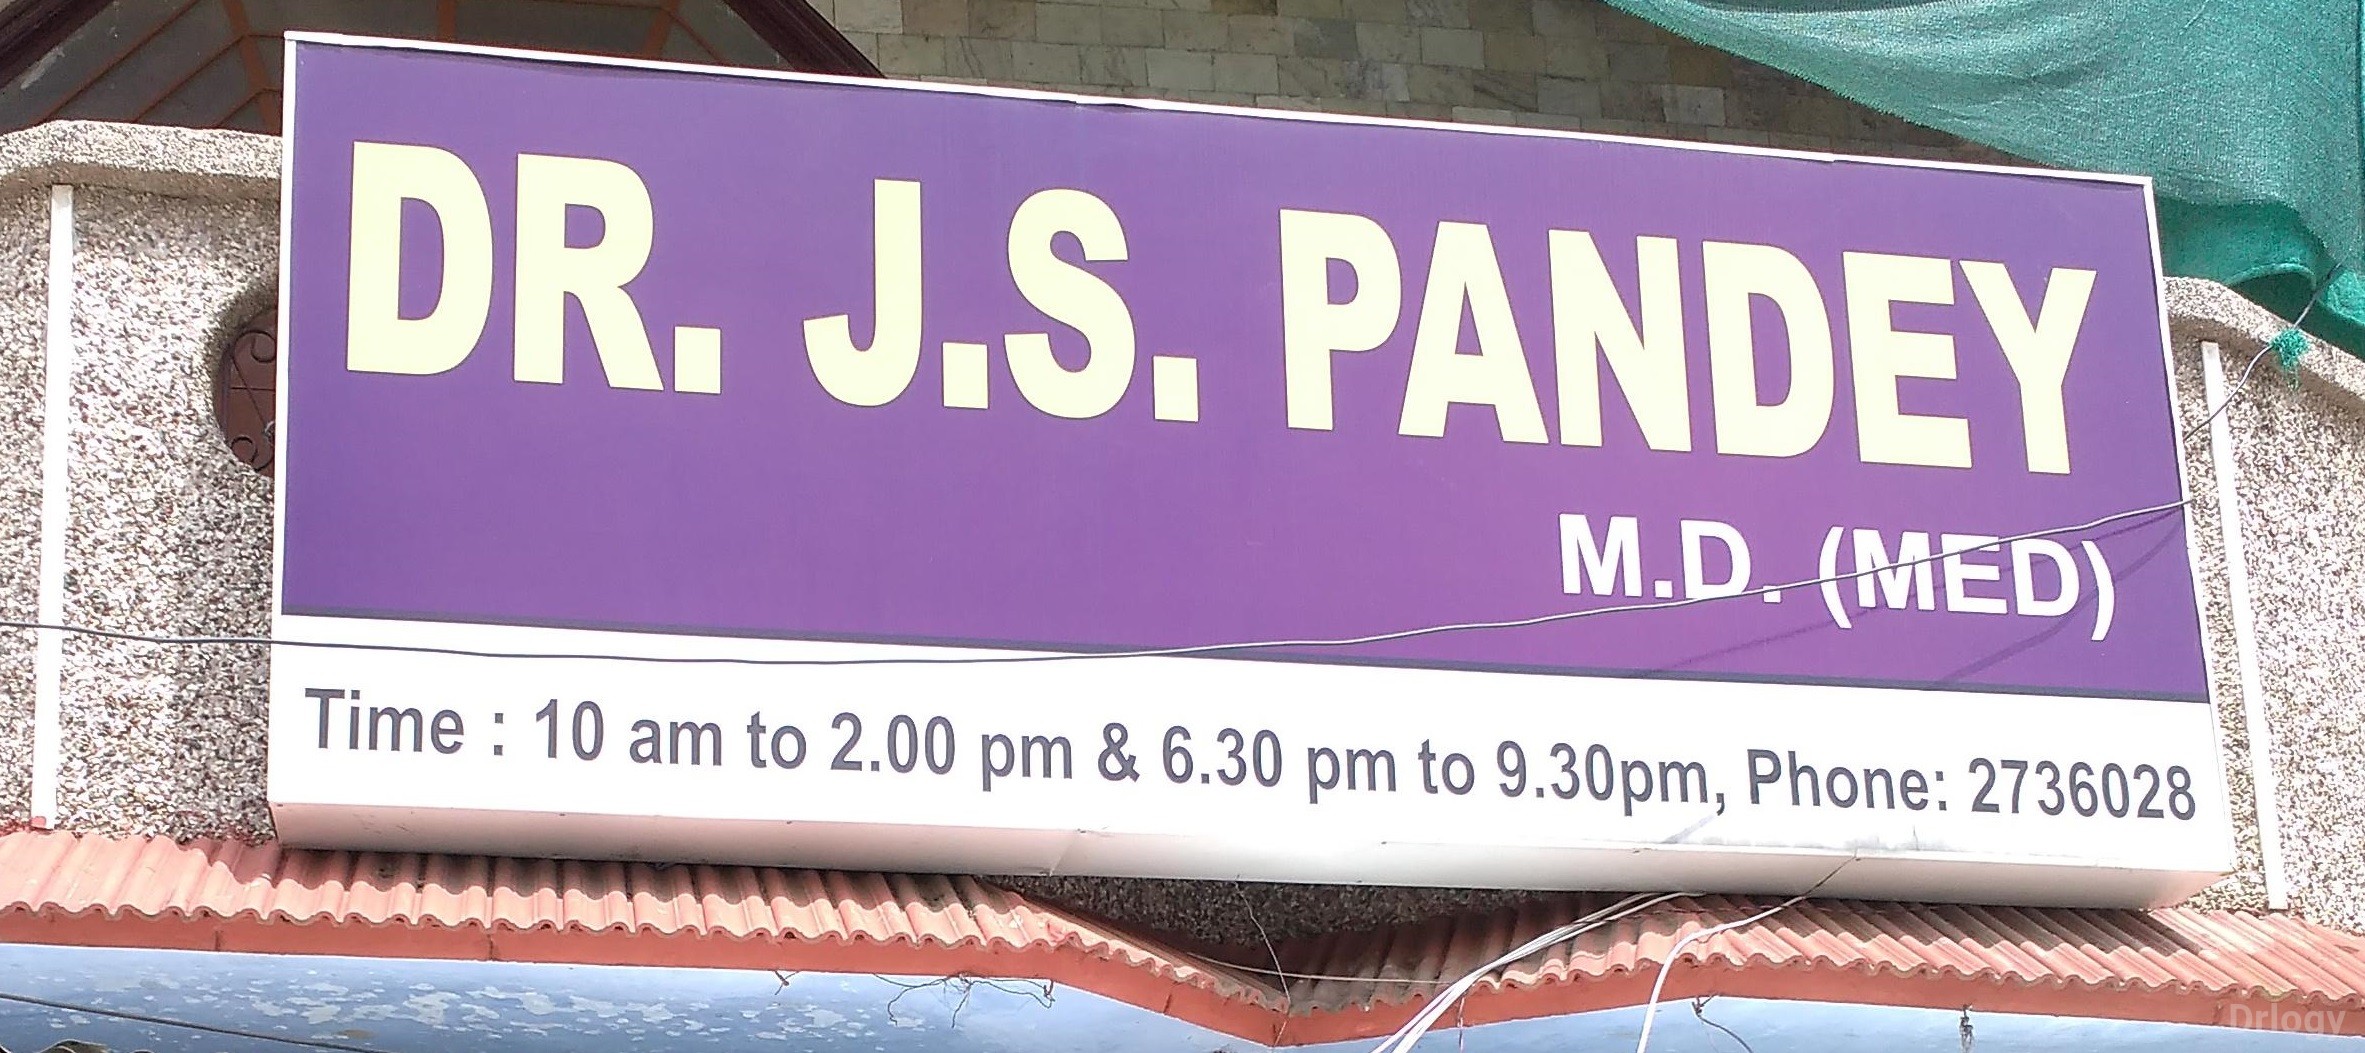 DR. J.S. PANDEY
M.D. (MED)
Time : 10 am to 2.00 pm & 6.30 pm to 9.30pm, Phone: 2736028
Drlogy